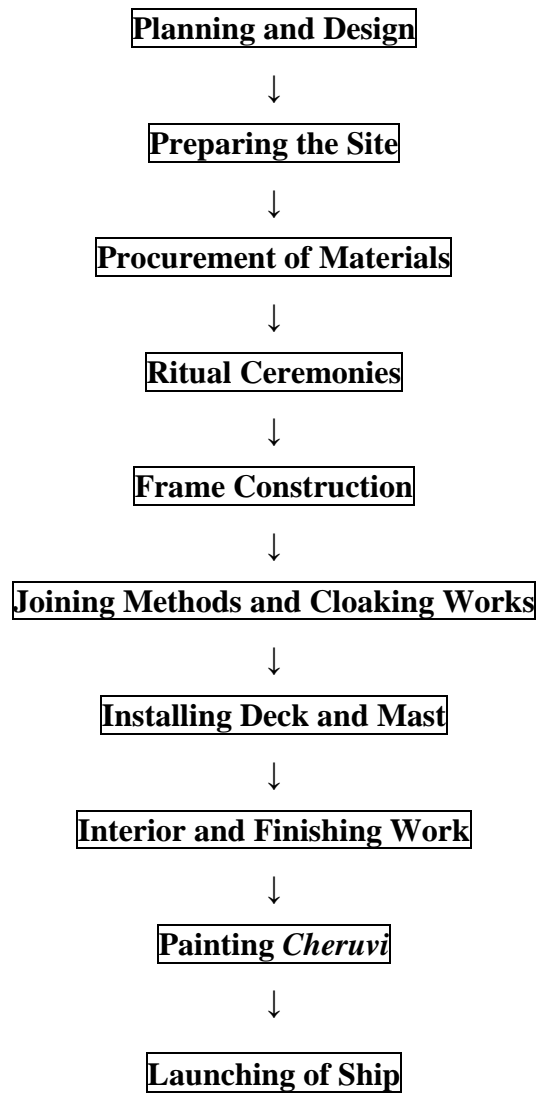 Planning and Design
↓
Preparing the Site
↓
Procurement of Materials
↓
Ritual Ceremonies
↓
Frame Construction
↓
Joining Methods and Cloaking Works
↓
Installing Deck and Mast
↓
Interior and Finishing Work
↓
Painting Cheruvi
↓
Launching of Ship